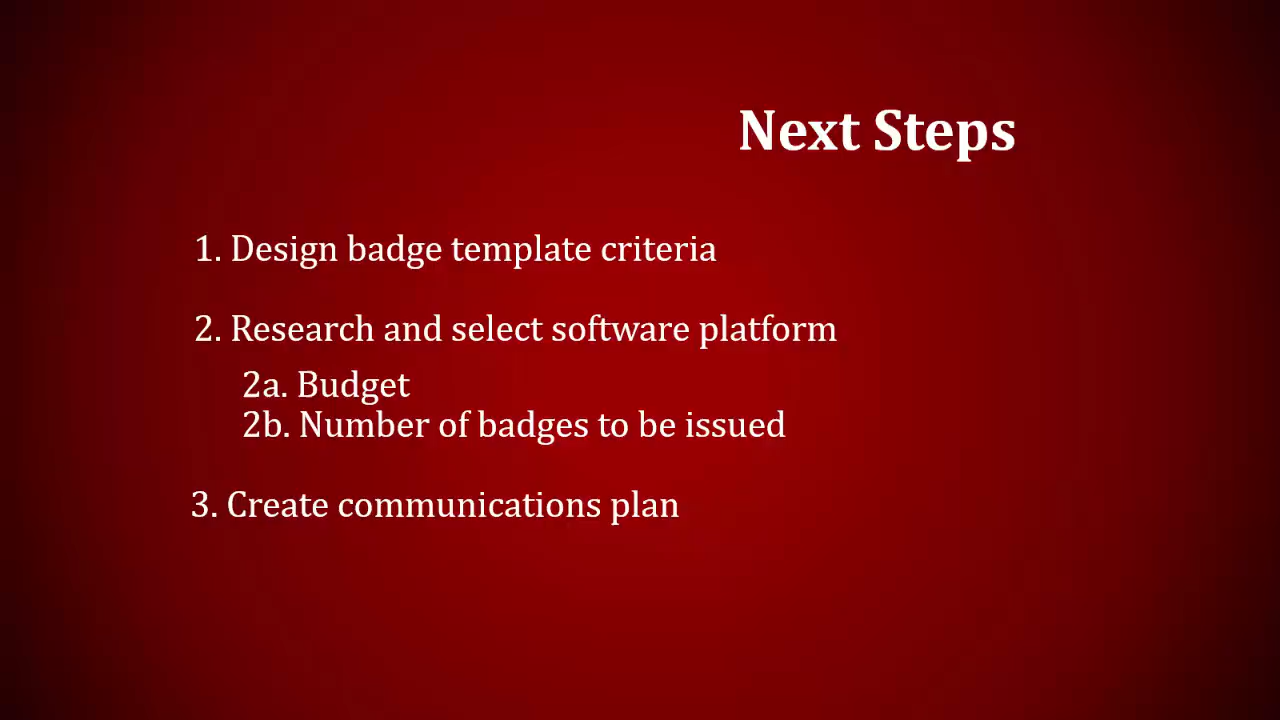 Next Steps
1. Design badge template criteria
2. Research and select software platform
2a. Budget
2b. Number of badges to be issued
3. Create communications plan